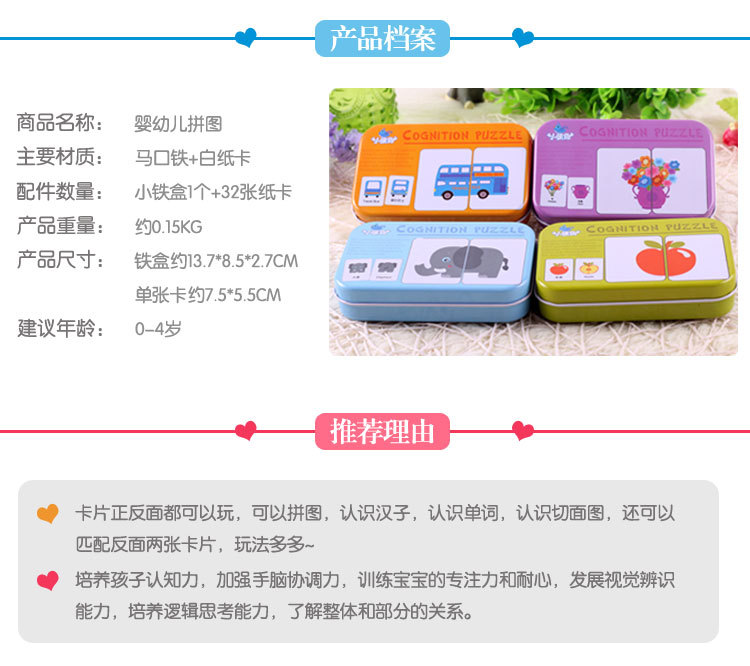 产品档案
商品名称： 婴幼儿拼图
主要材质： 马口铁+白纸卡
配件数量： 小铁盒1个+32张纸卡
产品重量： 约0.15KG
产品尺寸： 铁盒约13.7*8.5*2.7CM
单张卡约7.5*5.5CM
建议年龄： 0-4岁
COGNITION PUZZLE
COGNITION PUZZLE
COGNITION PUZZLE
COGNITION PUZZLE
推荐理由
卡片正反面都可以玩，可以拼图，认识汉子，认识单词，认识切面图，还可以
匹配反面两张卡片，玩法多多~
培养孩子认知力，加强手脑协调力，训练宝宝的专注力和耐心，发展视觉辨识
能力，培养逻辑思考能力，了解整体和部分的关系。